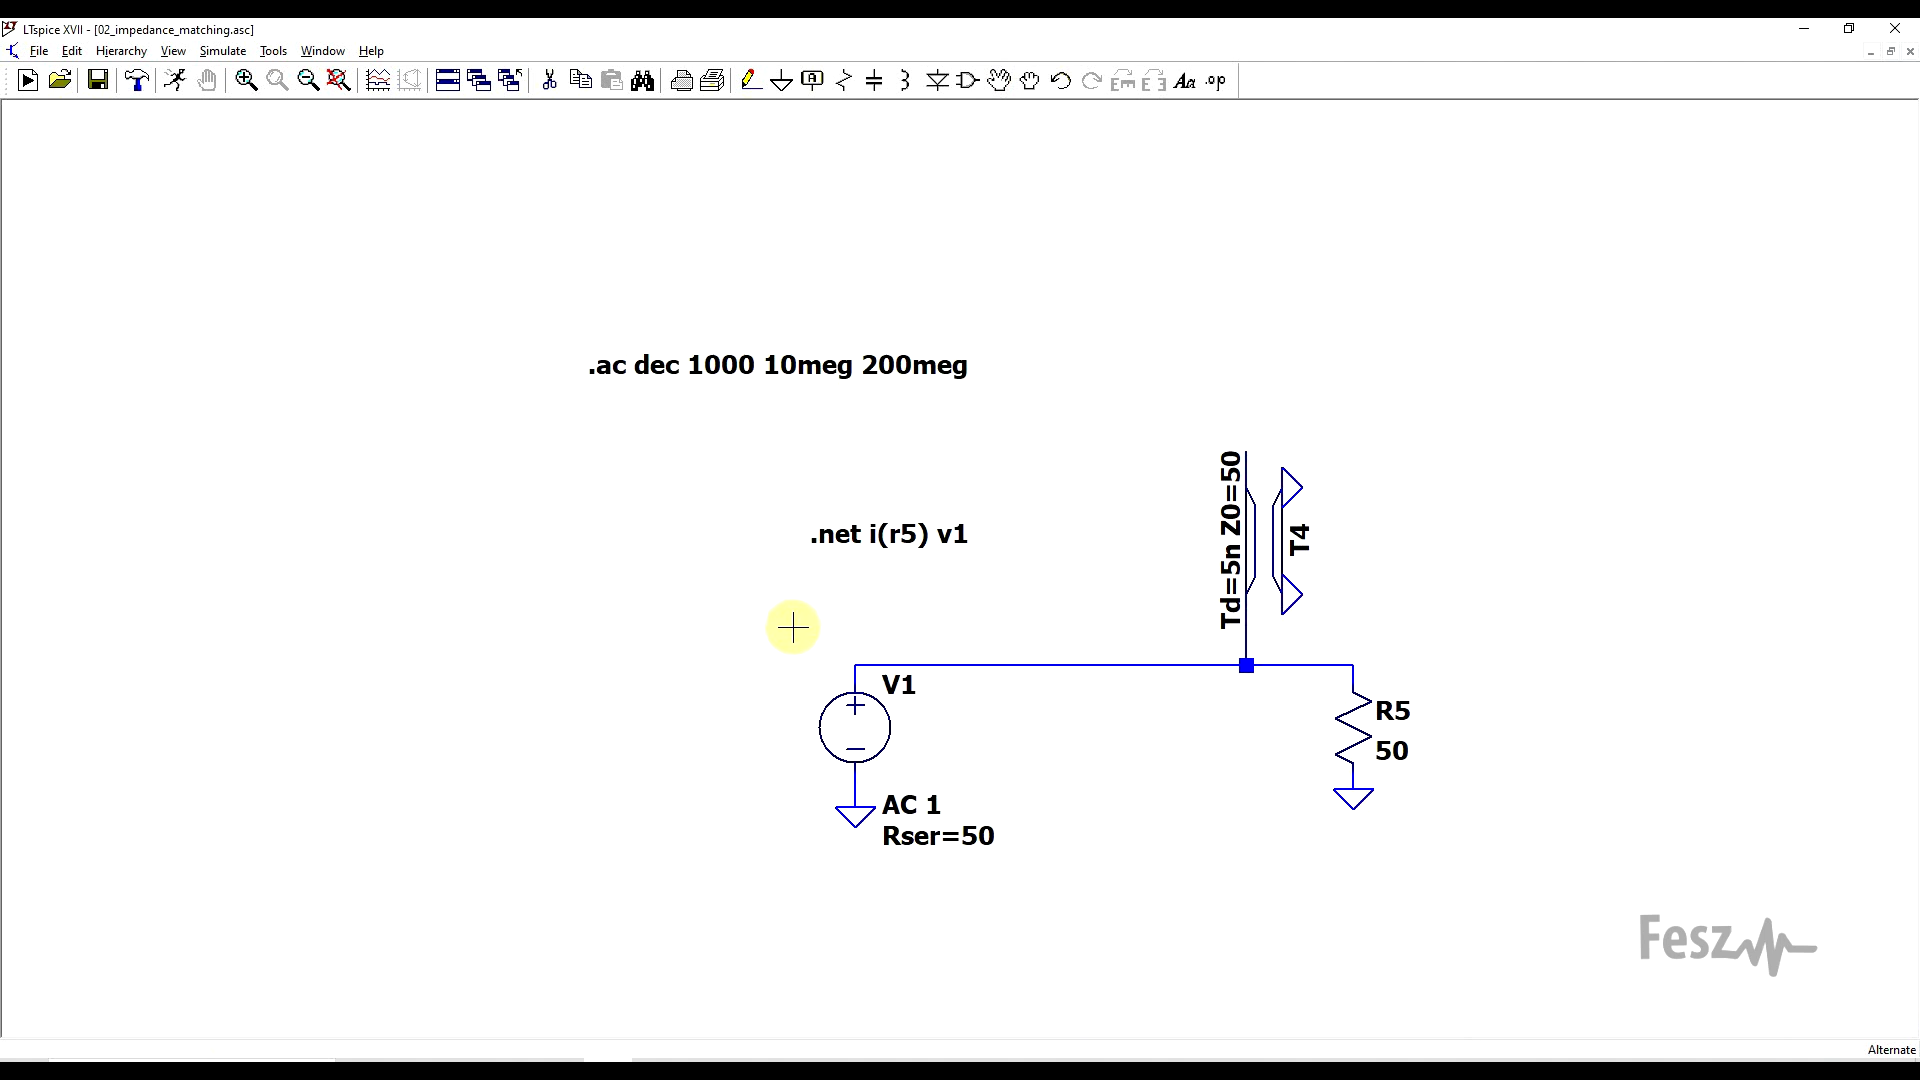 LTspice XVII - [02_impedance_matching.asc]
File Edit Hierarchy View Simulate Tools Window Help
.op
.ac dec 1000 10meg 200meg
.net i(r5) v1
Td=5n Z0=50
T4
V1
AC 1
Rser=50
R5
50
Fesz
Alternate